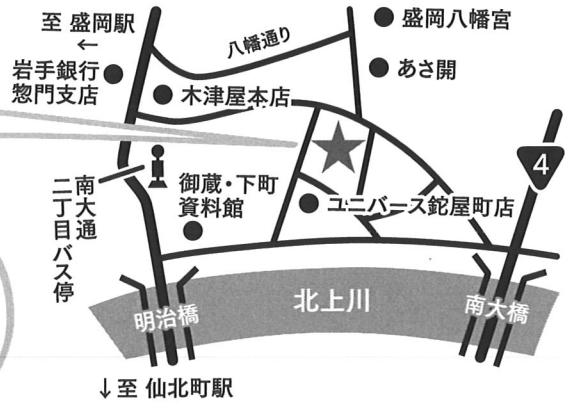 至 盛岡駅
←
八幡通り
盛岡八幡宮
岩手銀行
惣門支店
あさ開
木津屋本店
4
南大通
二丁目バス停
御蔵・下町
資料館
ユニバース鉈屋町店
北上川
明治橋
南大橋
↓至 仙北町駅